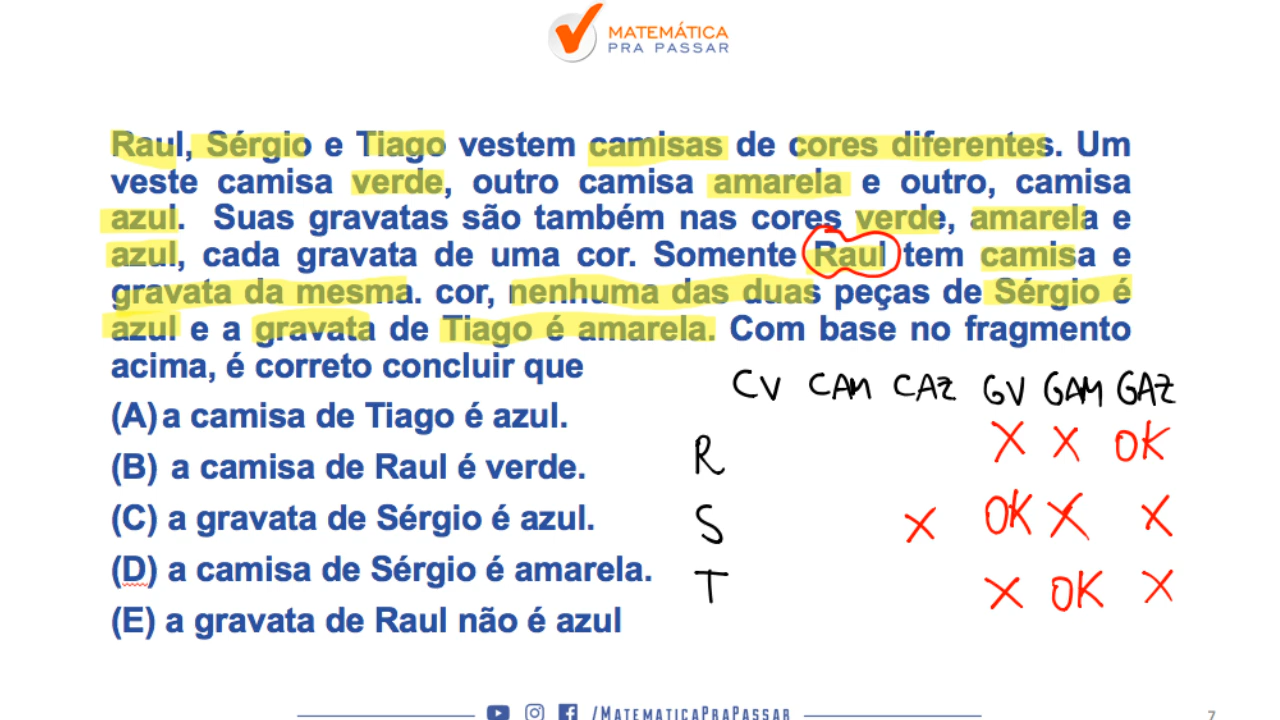 MATEMÁTICA
PRA PASSAR
Raul, Sérgio e Tiago vestem camisas de cores diferentes. Um
veste camisa verde, outro camisa amarela e outro, camisa
azul. Suas gravatas são também nas cores verde, amarela e
azul, cada gravata de uma cor. Somente Raul tem camisa e
gravata da mesma. cor, nenhuma das duas peças de Sérgio é
azul e a gravata de Tiago é amarela. Com base no fragmento
acima, é correto concluir que
(A) a camisa de Tiago é azul.
(B) a camisa de Raul é verde.
(C) a gravata de Sérgio é azul.
(D) a camisa de Sérgio é amarela.
(E) a gravata de Raul não é azul
CV CAM CAZ GV GAM GAZ
R X X OK
S X OK X X
T X OK X
/MATEMATICAPRAPASSAR
7